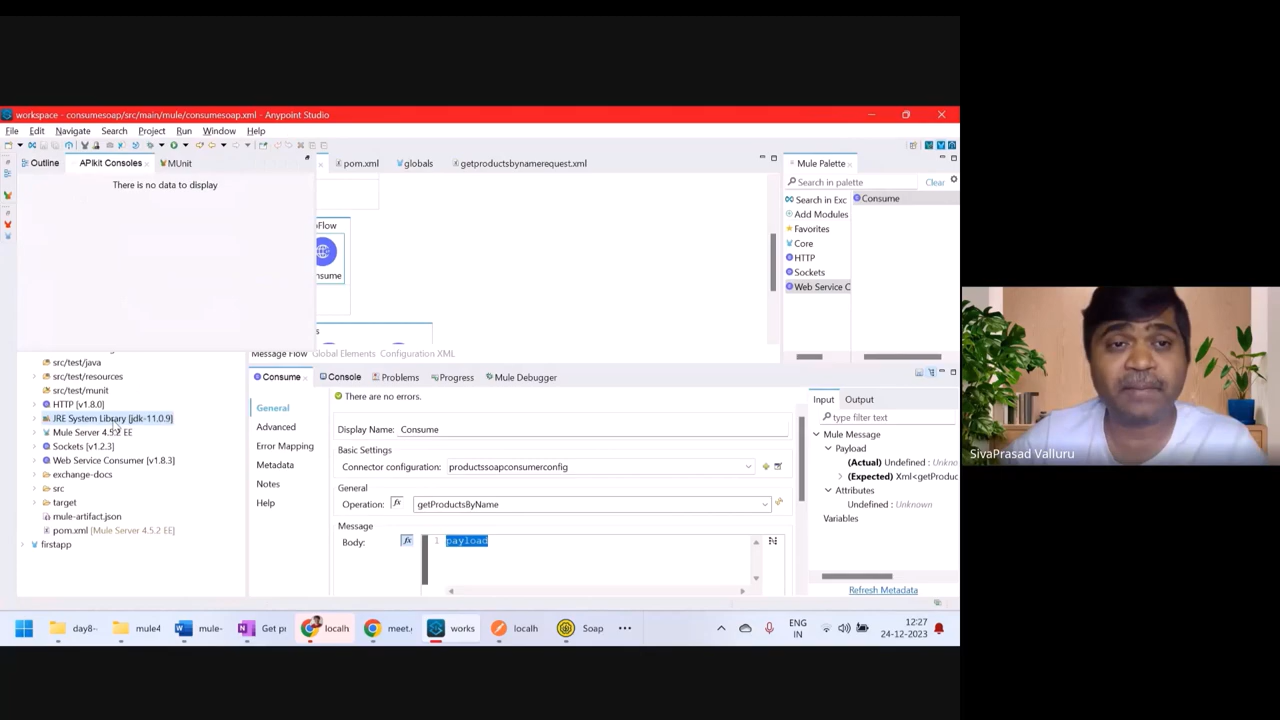 workspace - consumesoap/src/main/mule/consumesoap.xml - Anypoint Studio
File Edit Navigate Search Project Run Window Help
Outline APIkit Consoles MUnit pom.xml globals getproductsbynamerequest.xml Mule Palette
There is no data to display
Search in palette Clear
Search in Exc Consume
Add Modules
Favorites
Core
HTTP
Sockets
Web Service C
Flow
nsume
s
Message Flow Global Elements Configuration XML
src/test/java
src/test/resources
src/test/munit
HTTP [v1.8.0]
JRE System Library [jdk-11.0.9]
Mule Server 4.5.2 EE
Sockets [v1.2.3]
Web Service Consumer [v1.8.3]
exchange-docs
src
target
mule-artifact.json
pom.xml [Mule Server 4.5.2 EE]
firstapp
Consume Console Problems Progress Mule Debugger
General
Advanced
Error Mapping
Metadata
Notes
Help
There are no errors.
Display Name: Consume
Basic Settings
Connector configuration: productssoapconsumerconfig
General
Operation: fx getProductsByName
Message
Body: fx 1 payload
Input Output
type filter text
Mule Message
Payload
(Actual) Undefined : Unkno
(Expected) Xml<getProduc
Attributes
Undefined : Unknown
Variables
Refresh Metadata
SivaPrasad Valluru
day8- mule4 mule- Get pr localh meet. works localh Soap
ENG
IN
12:27
24-12-2023